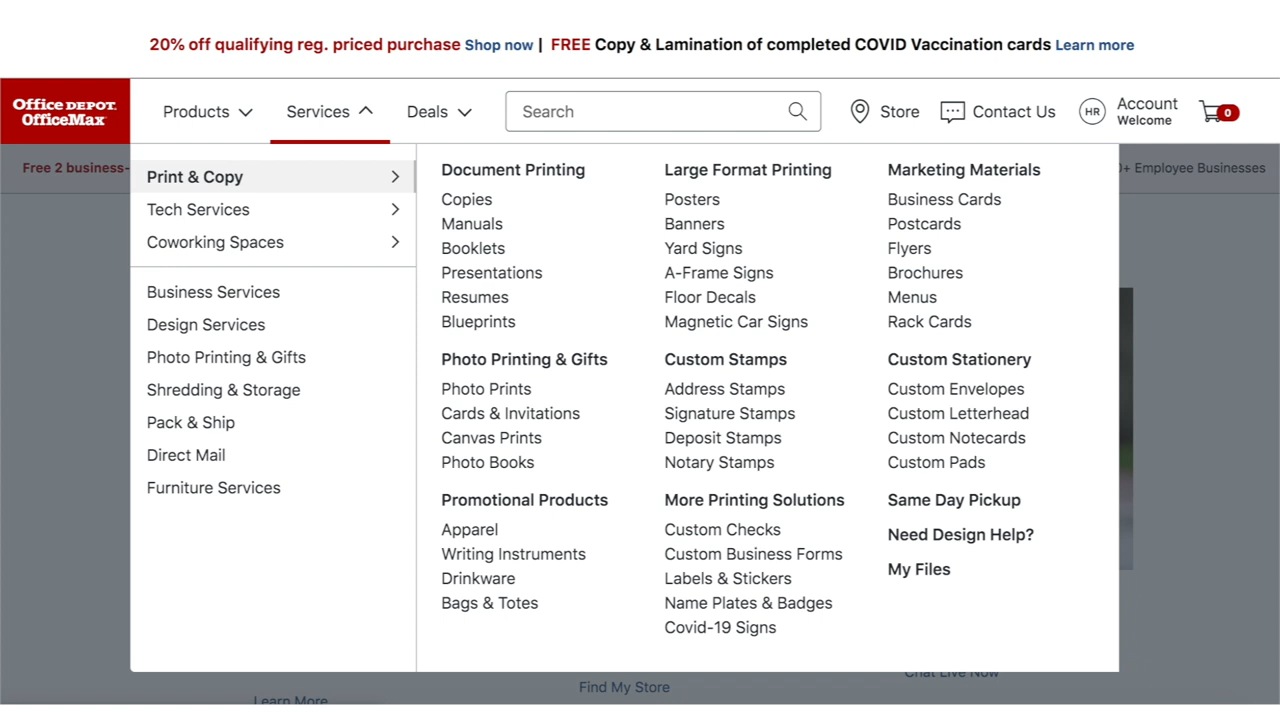 20% off qualifying reg. priced purchase Shop now | FREE Copy & Lamination of completed COVID Vaccination cards Learn more
Office DEPOT.
OfficeMax
Products
Services
Deals
Search
Store
Contact Us
HR
Account
Welcome
0
Free 2 business-
Employee Businesses
Print & Copy
Tech Services
Coworking Spaces
Business Services
Design Services
Photo Printing & Gifts
Shredding & Storage
Pack & Ship
Direct Mail
Furniture Services
Document Printing
Copies
Manuals
Booklets
Presentations
Resumes
Blueprints
Photo Printing & Gifts
Photo Prints
Cards & Invitations
Canvas Prints
Photo Books
Promotional Products
Apparel
Writing Instruments
Drinkware
Bags & Totes
Large Format Printing
Posters
Banners
Yard Signs
A-Frame Signs
Floor Decals
Magnetic Car Signs
Custom Stamps
Address Stamps
Signature Stamps
Deposit Stamps
Notary Stamps
More Printing Solutions
Custom Checks
Custom Business Forms
Labels & Stickers
Name Plates & Badges
Covid-19 Signs
Marketing Materials
Business Cards
Postcards
Flyers
Brochures
Menus
Rack Cards
Custom Stationery
Custom Envelopes
Custom Letterhead
Custom Notecards
Custom Pads
Same Day Pickup
Need Design Help?
My Files
Learn More
Find My Store
Chat Live Now